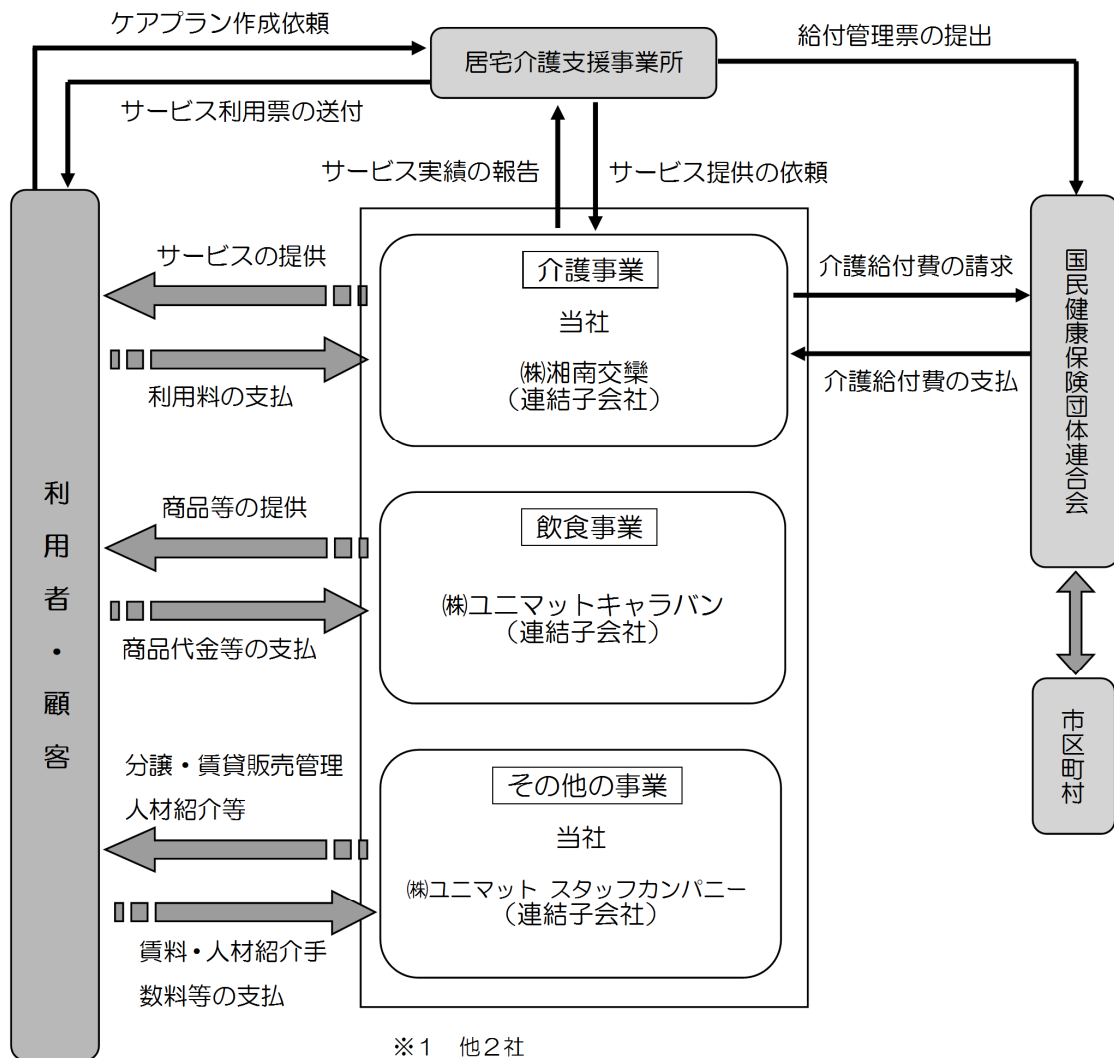 ケアプラン作成依頼
給付管理票の提出
居宅介護支援事業所
サービス利用票の送付
サービス実績の報告
サービス提供の依頼
サービスの提供
利用料の支払
介護事業
当社
㈱湘南交欒
（連結子会社）
介護給付費の請求
介護給付費の支払
国民健康保険団体連合会
利用者・顧客
商品等の提供
商品代金等の支払
飲食事業
㈱ユニマットキャラバン
（連結子会社）
市区町村
分譲・賃貸販売管理
人材紹介等
その他の事業
当社
㈱ユニマット スタッフカンパニー
（連結子会社）
賃料・人材紹介手
数料等の支払
※１　他２社